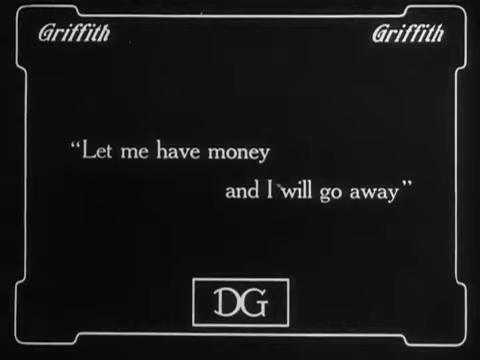 Griffith Griffith
“Let me have money
and I will go away”
DG